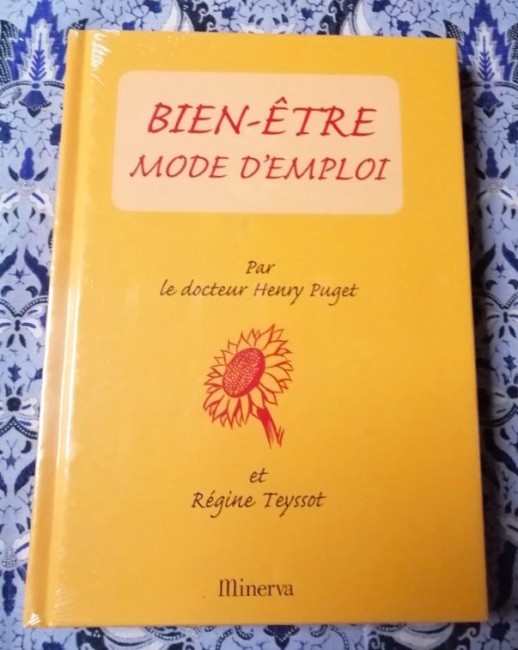 BIEN-ÊTRE
MODE D'EMPLOI
Par
le docteur Henry Puget
et
Régine Teyssot
Minerva